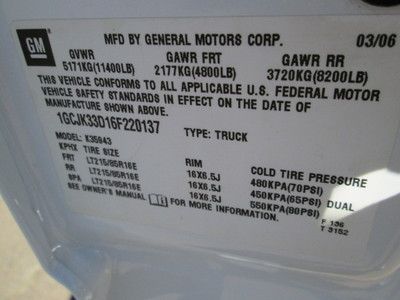 GM
MFD BY GENERAL MOTORS CORP. 03/06
GVWR GAWR FRT GAWR RR
5171KG(11400LB) 2177KG(4800LB) 3720KG(8200LB)
THIS VEHICLE CONFORMS TO ALL APPLICABLE U.S. FEDERAL MOTOR
VEHICLE SAFETY STANDARDS IN EFFECT ON THE DATE OF
MANUFACTURE SHOWN ABOVE.
1GCJK33D16F220137 TYPE: TRUCK
MODEL: K35943
KPHX TIRE SIZE RIM COLD TIRE PRESSURE
FRT LT215/85R16E 16X6.5J 480KPA(70PSI)
RR LT215/85R16E 16X6.5J 450KPA(65PSI) DUAL
SPA LT215/85R16E 16X6.5J 550KPA(80PSI)
SEE OWNER'S MANUAL FOR MORE INFORMATION.
F 136
T 3152